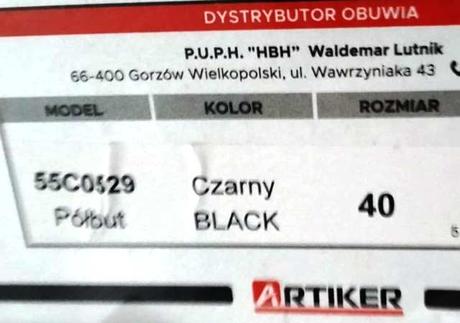 DYSTRYBUTOR OBUWIA
P.U.P.H. "HBH" Waldemar Lutnik
66-400 Gorzów Wielkopolski, ul. Wawrzyniaka 43
MODEL KOLOR ROZMIAR
55C0529 Czarny 40
Półbut BLACK
ARTIKER